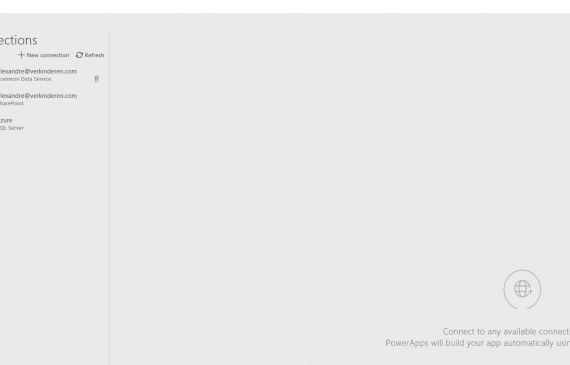 ections
New connection Refresh
lexandre@verkinderen.com
ommon Data Service
lexandre@verkinderen.com
harePoint
zure
QL Server
Connect to any available connecti
PowerApps will build your app automatically usin